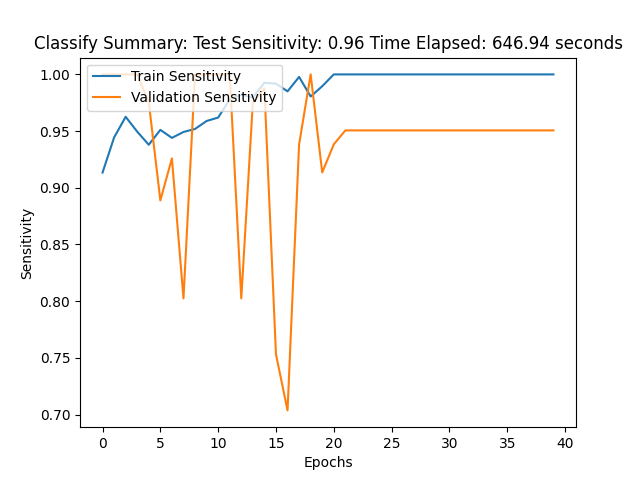 Classify Summary: Test Sensitivity: 0.96 Time Elapsed: 646.94 seconds
Train Sensitivity
Validation Sensitivity
1.00
0.95
0.90
0.85
0.80
0.75
0.70
Sensitivity
0 5 10 15 20 25 30 35 40
Epochs